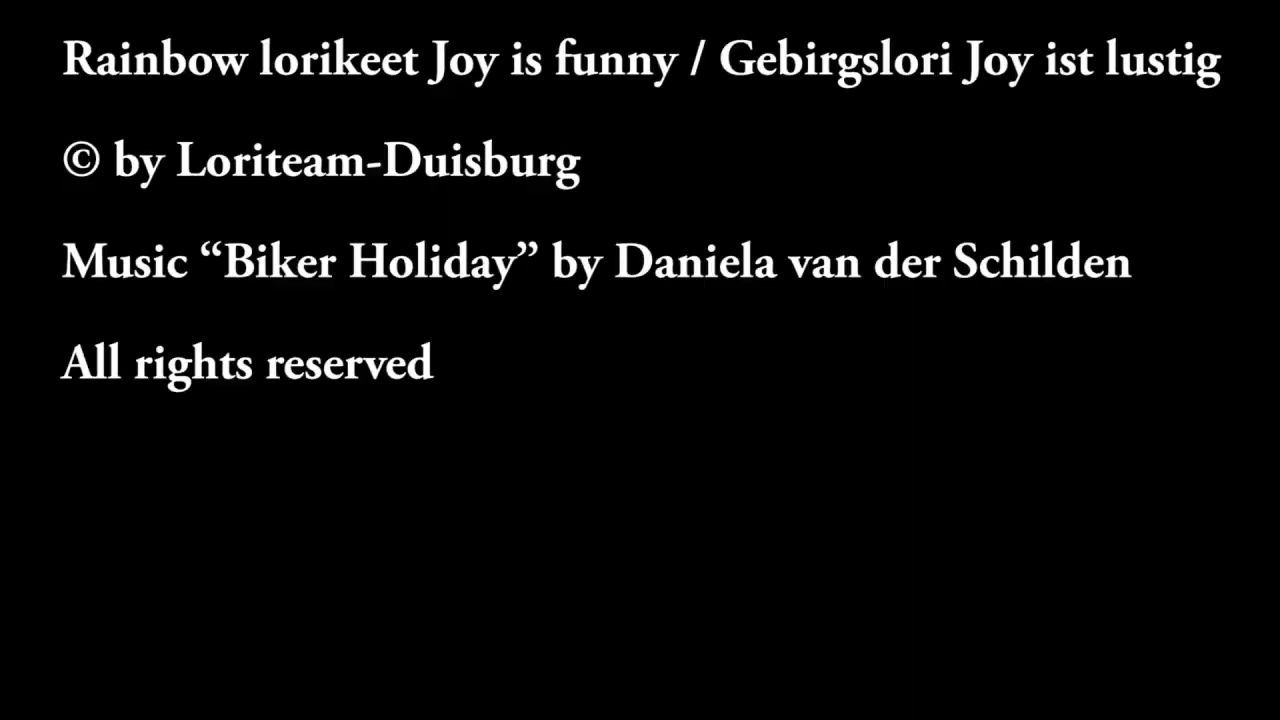 Rainbow lorikeet Joy is funny / Gebirgslori Joy ist lustig
© by Loriteam-Duisburg
Music “Biker Holiday” by Daniela van der Schilden
All rights reserved